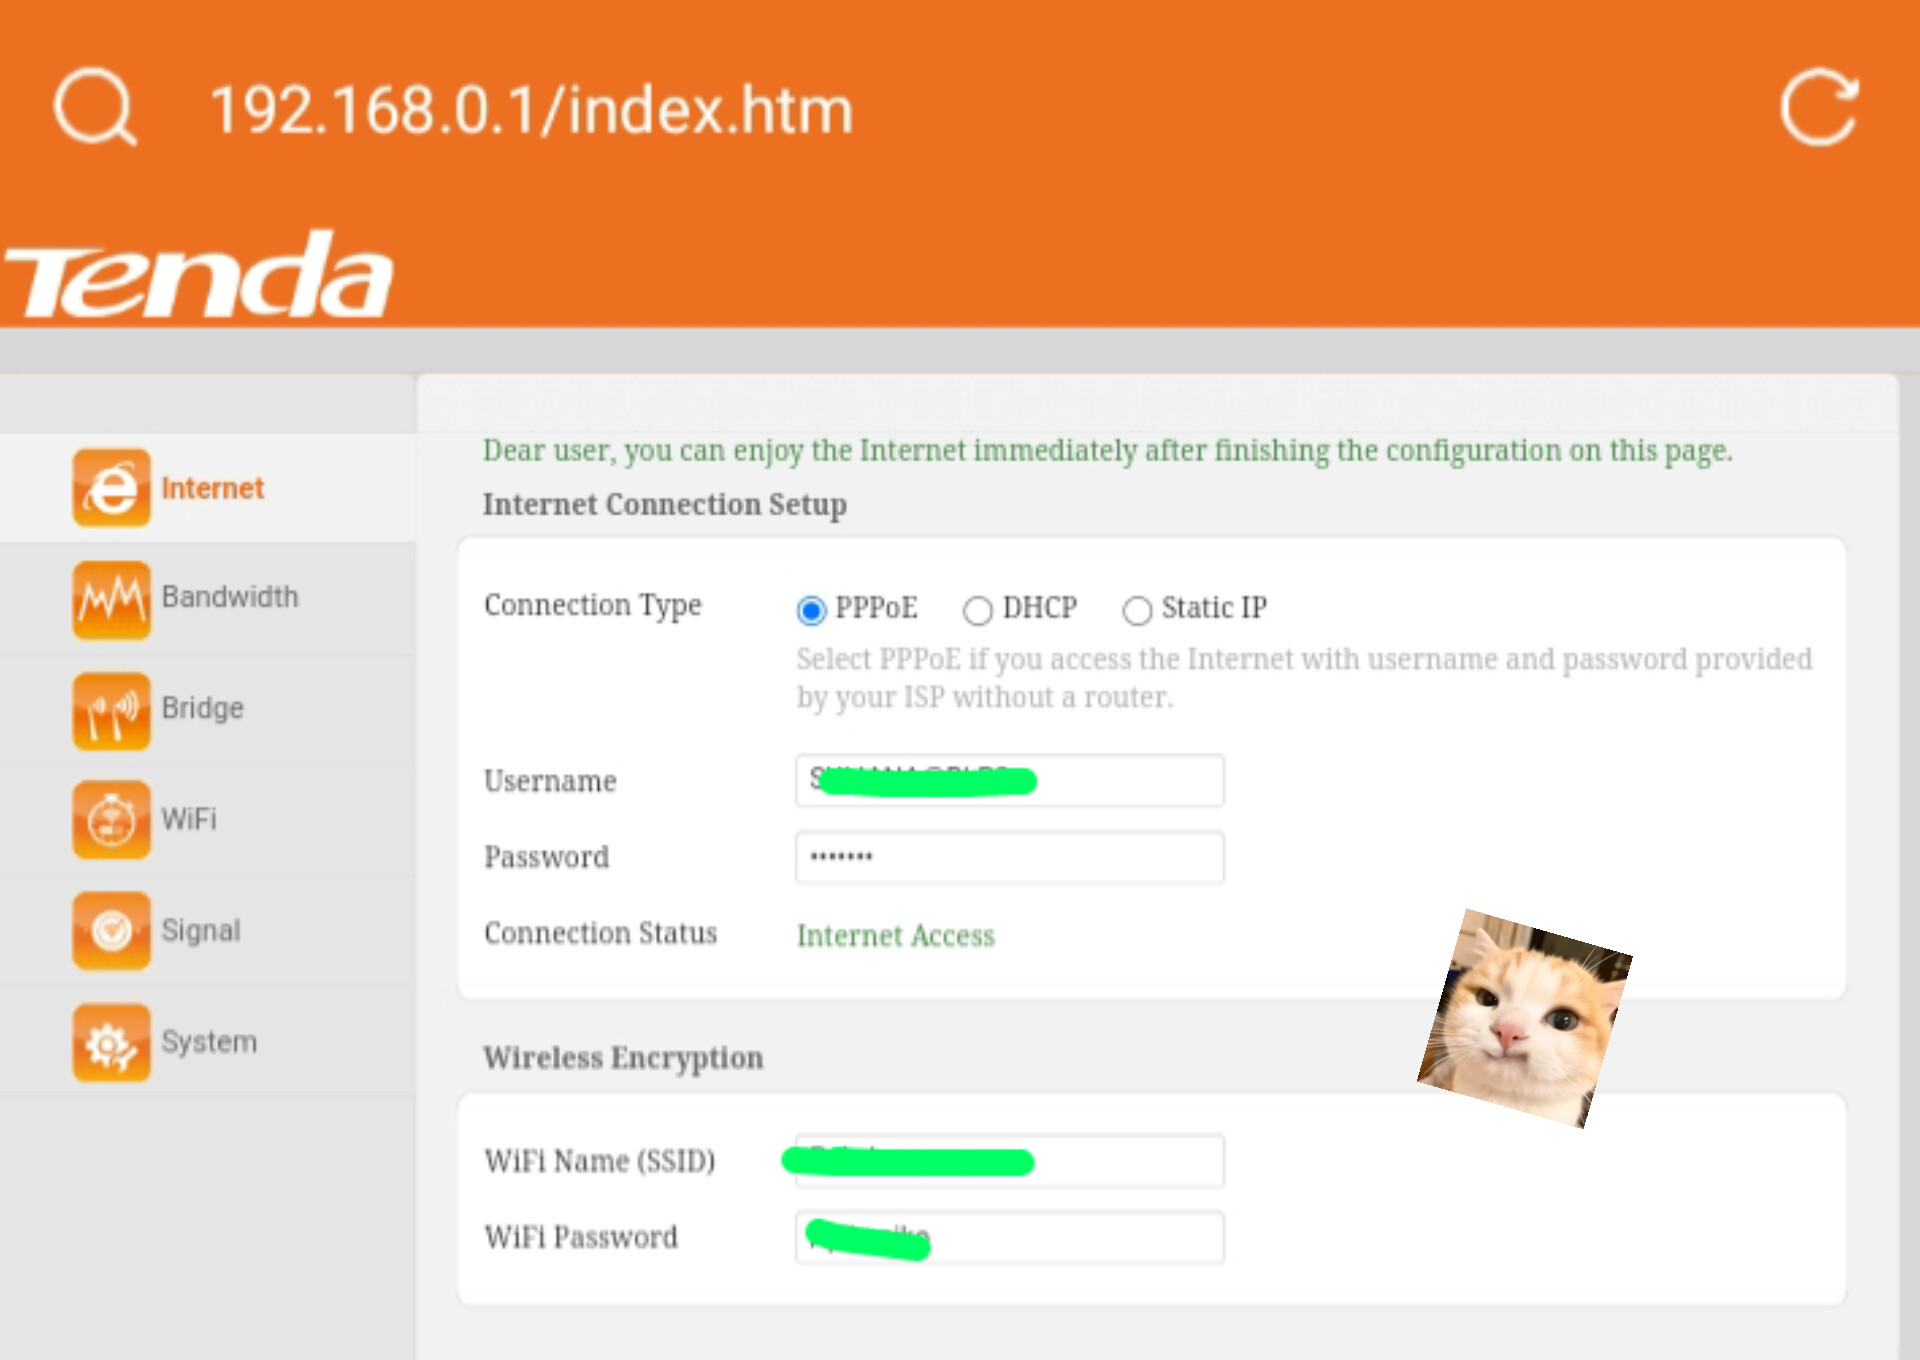 192.168.0.1/index.htm
Tenda
Internet
Bandwidth
Bridge
WiFi
Signal
System
Dear user, you can enjoy the Internet immediately after finishing the configuration on this page.
Internet Connection Setup
Connection Type
PPPoE DHCP Static IP
Select PPPoE if you access the Internet with username and password provided
by your ISP without a router.
Username
Password •••••••
Connection Status Internet Access
Wireless Encryption
WiFi Name (SSID)
WiFi Password